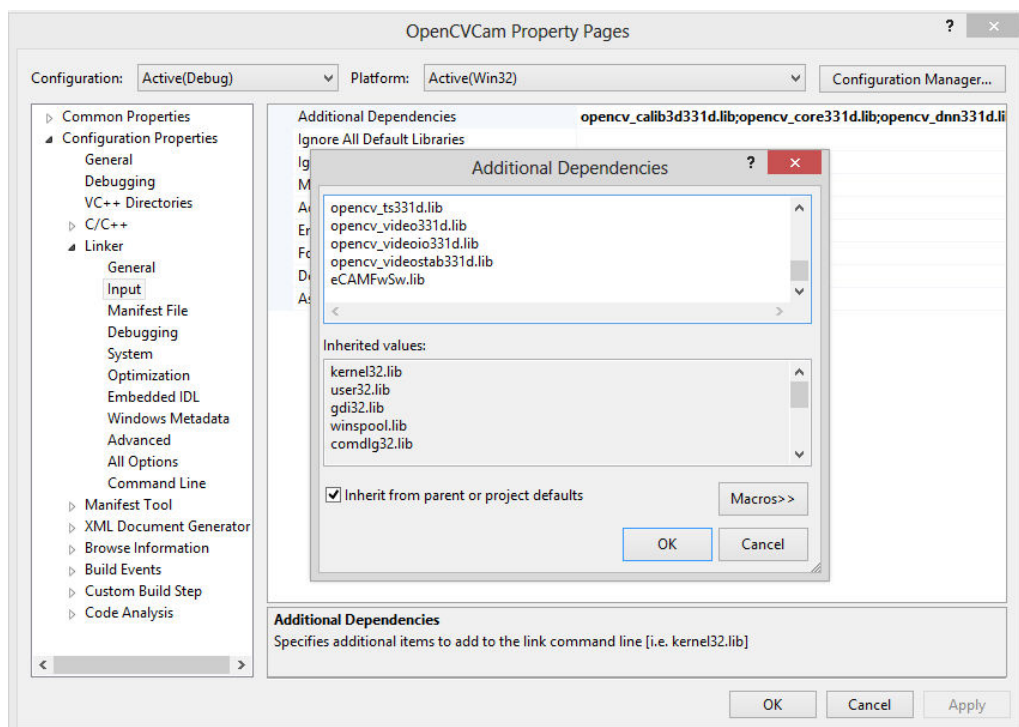 OpenCVCam Property Pages
? ×
Configuration: Active(Debug) Platform: Active(Win32) Configuration Manager...
Common Properties
Configuration Properties
General
Debugging
VC++ Directories
C/C++
Linker
General
Input
Manifest File
Debugging
System
Optimization
Embedded IDL
Windows Metadata
Advanced
All Options
Command Line
Manifest Tool
XML Document Generator
Browse Information
Build Events
Custom Build Step
Code Analysis
Additional Dependencies opencv_calib3d331d.lib;opencv_core331d.lib;opencv_dnn331d.li
Ignore All Default Libraries
Ig
M
A
Er
Fo
D
A
Additional Dependencies
? ×
opencv_ts331d.lib
opencv_video331d.lib
opencv_videoio331d.lib
opencv_videostab331d.lib
eCAMFwSw.lib
Inherited values:
kernel32.lib
user32.lib
gdi32.lib
winspool.lib
comdlg32.lib
Inherit from parent or project defaults
Macros>>
OK Cancel
Additional Dependencies
Specifies additional items to add to the link command line [i.e. kernel32.lib]
OK Cancel Apply